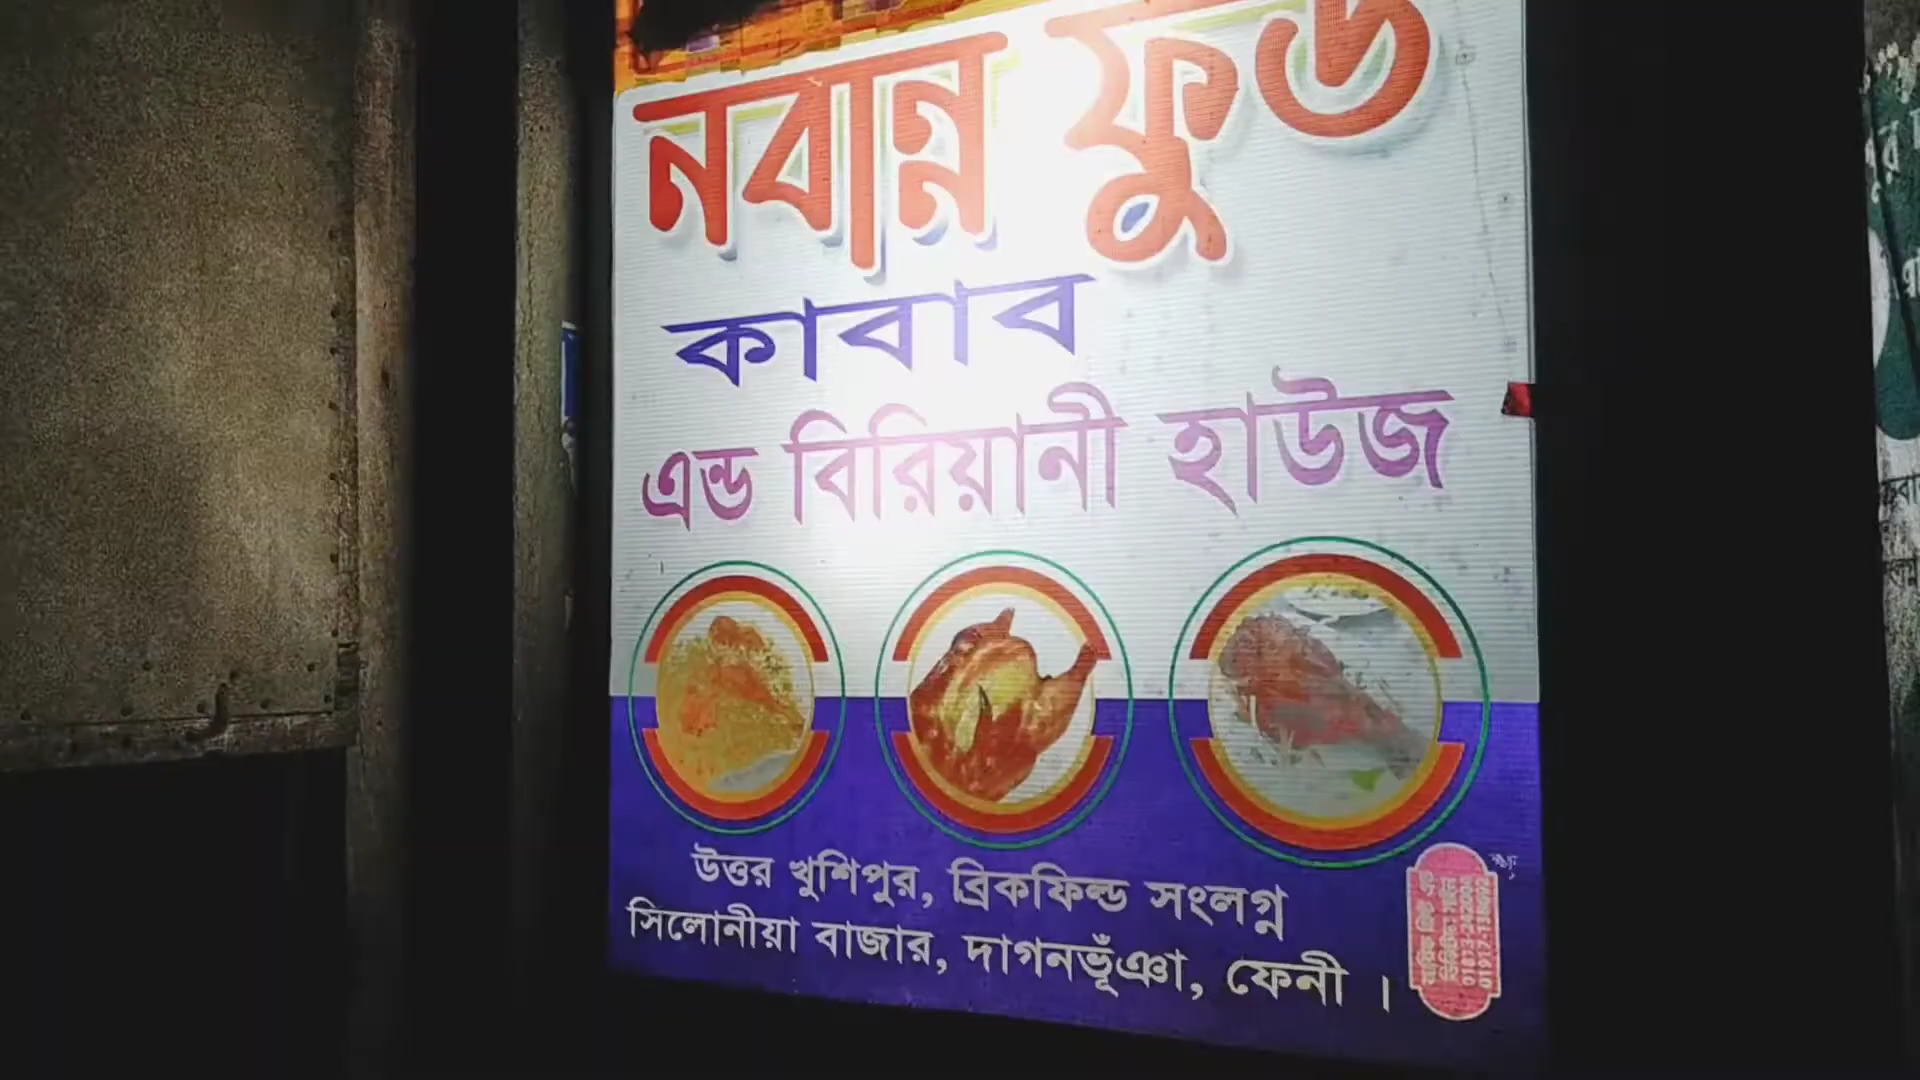 নবান্ন ফুড
কাবাব
এন্ড বিরিয়ানী হাউজ
উত্তর খুশিপুর, ব্রিকফিল্ড সংলগ্ন
সিলোনীয়া বাজার, দাগনভূঁঞা, ফেনী ।